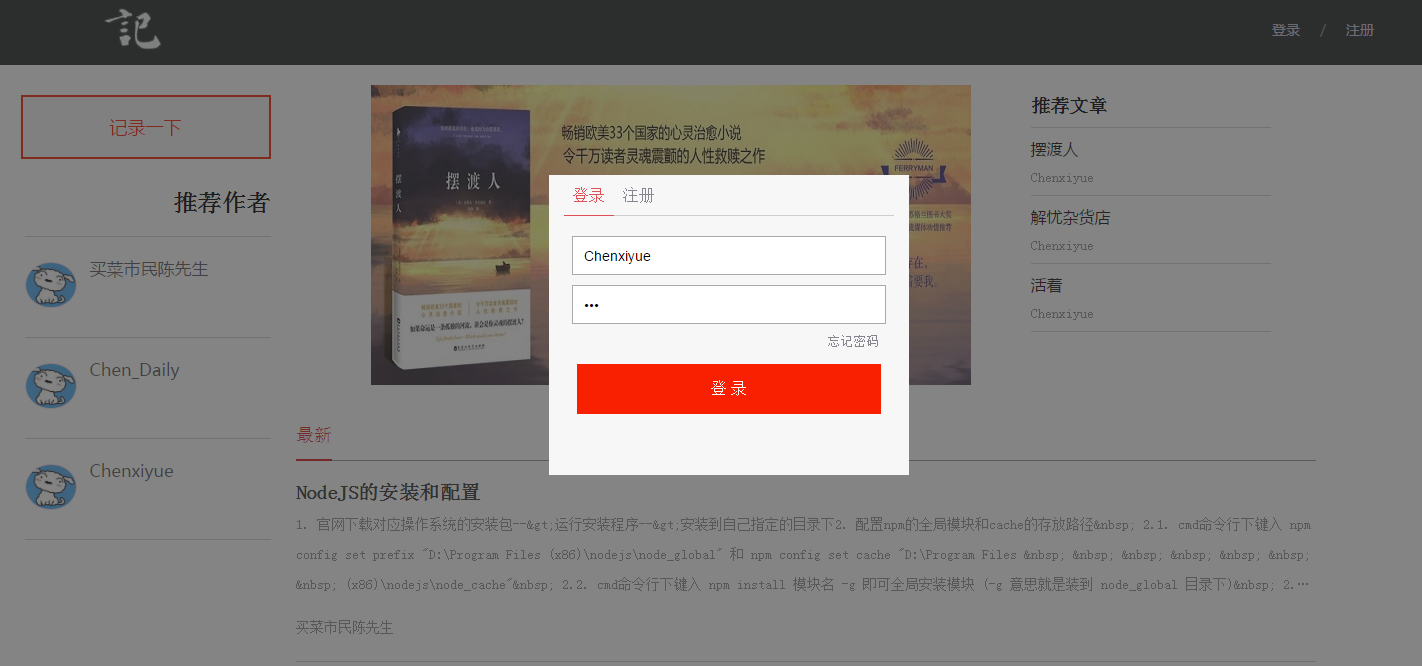 記
登录 / 注册
记录一下
推荐作者
买菜市民陈先生
Chen_Daily
Chenxiyue
畅销欧美33个国家的心灵治愈小说
令千万读者灵魂震颤的人性救赎之作
摆渡人
摆渡人
FERRYMAN
登录 注册
Chenxiyue
•••
忘记密码
登 录
推荐文章
摆渡人
Chenxiyue
解忧杂货店
Chenxiyue
活着
Chenxiyue
最新
NodeJS的安装和配置
1. 官网下载对应操作系统的安装包--&gt;运行安装程序--&gt;安装到自己指定的目录下2. 配置npm的全局模块和cache的存放路径&nbsp; 2.1. cmd命令行下键入 npm
config set prefix "D:\Program Files (x86)\nodejs\node_global" 和 npm config set cache "D:\Program Files &nbsp; &nbsp; &nbsp; &nbsp; &nbsp; &nbsp;
&nbsp; (x86)\nodejs\node_cache"&nbsp; 2.2. cmd命令行下键入 npm install 模块名 -g 即可全局安装模块 (-g 意思就是装到 node_global 目录下)&nbsp; 2.…
买菜市民陈先生